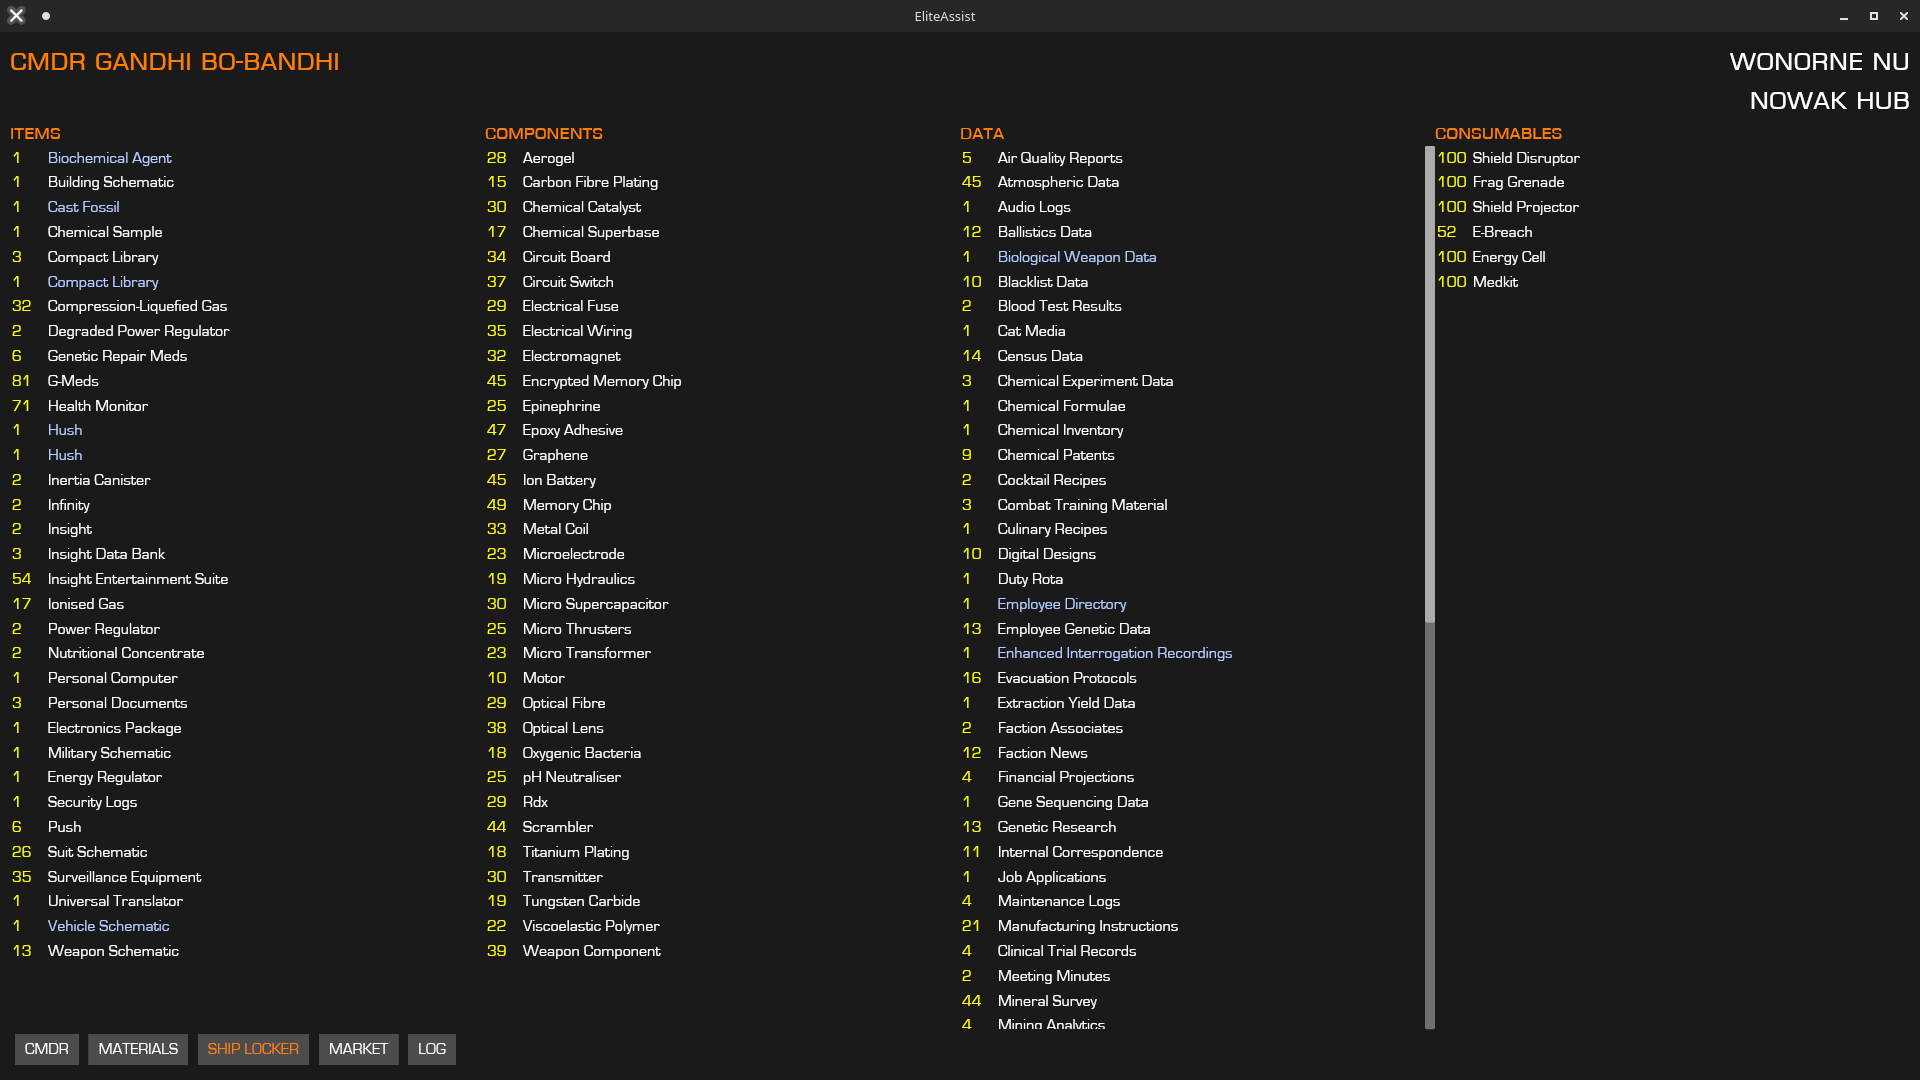 EliteAssist
CMDR GANDHI BO-BANDHI
WONORNE NU
NOWAK HUB
ITEMS
1 Biochemical Agent
1 Building Schematic
1 Cast Fossil
1 Chemical Sample
3 Compact Library
1 Compact Library
32 Compression-Liquefied Gas
2 Degraded Power Regulator
6 Genetic Repair Meds
81 G-Meds
71 Health Monitor
1 Hush
1 Hush
2 Inertia Canister
2 Infinity
2 Insight
3 Insight Data Bank
54 Insight Entertainment Suite
17 Ionised Gas
2 Power Regulator
2 Nutritional Concentrate
1 Personal Computer
3 Personal Documents
1 Electronics Package
1 Military Schematic
1 Energy Regulator
1 Security Logs
6 Push
26 Suit Schematic
35 Surveillance Equipment
1 Universal Translator
1 Vehicle Schematic
13 Weapon Schematic
COMPONENTS
28 Aerogel
15 Carbon Fibre Plating
30 Chemical Catalyst
17 Chemical Superbase
34 Circuit Board
37 Circuit Switch
29 Electrical Fuse
35 Electrical Wiring
32 Electromagnet
45 Encrypted Memory Chip
25 Epinephrine
47 Epoxy Adhesive
27 Graphene
45 Ion Battery
49 Memory Chip
33 Metal Coil
23 Microelectrode
19 Micro Hydraulics
30 Micro Supercapacitor
25 Micro Thrusters
23 Micro Transformer
10 Motor
29 Optical Fibre
38 Optical Lens
18 Oxygenic Bacteria
25 pH Neutraliser
29 Rdx
44 Scrambler
18 Titanium Plating
30 Transmitter
19 Tungsten Carbide
22 Viscoelastic Polymer
39 Weapon Component
DATA
5 Air Quality Reports
45 Atmospheric Data
1 Audio Logs
12 Ballistics Data
1 Biological Weapon Data
10 Blacklist Data
2 Blood Test Results
1 Cat Media
14 Census Data
3 Chemical Experiment Data
1 Chemical Formulae
1 Chemical Inventory
9 Chemical Patents
2 Cocktail Recipes
3 Combat Training Material
1 Culinary Recipes
10 Digital Designs
1 Duty Rota
1 Employee Directory
13 Employee Genetic Data
1 Enhanced Interrogation Recordings
16 Evacuation Protocols
1 Extraction Yield Data
2 Faction Associates
12 Faction News
4 Financial Projections
1 Gene Sequencing Data
13 Genetic Research
11 Internal Correspondence
1 Job Applications
4 Maintenance Logs
21 Manufacturing Instructions
4 Clinical Trial Records
2 Meeting Minutes
44 Mineral Survey
4 Mining Analytics
CONSUMABLES
100 Shield Disruptor
100 Frag Grenade
100 Shield Projector
52 E-Breach
100 Energy Cell
100 Medkit
CMDR
MATERIALS
SHIP LOCKER
MARKET
LOG